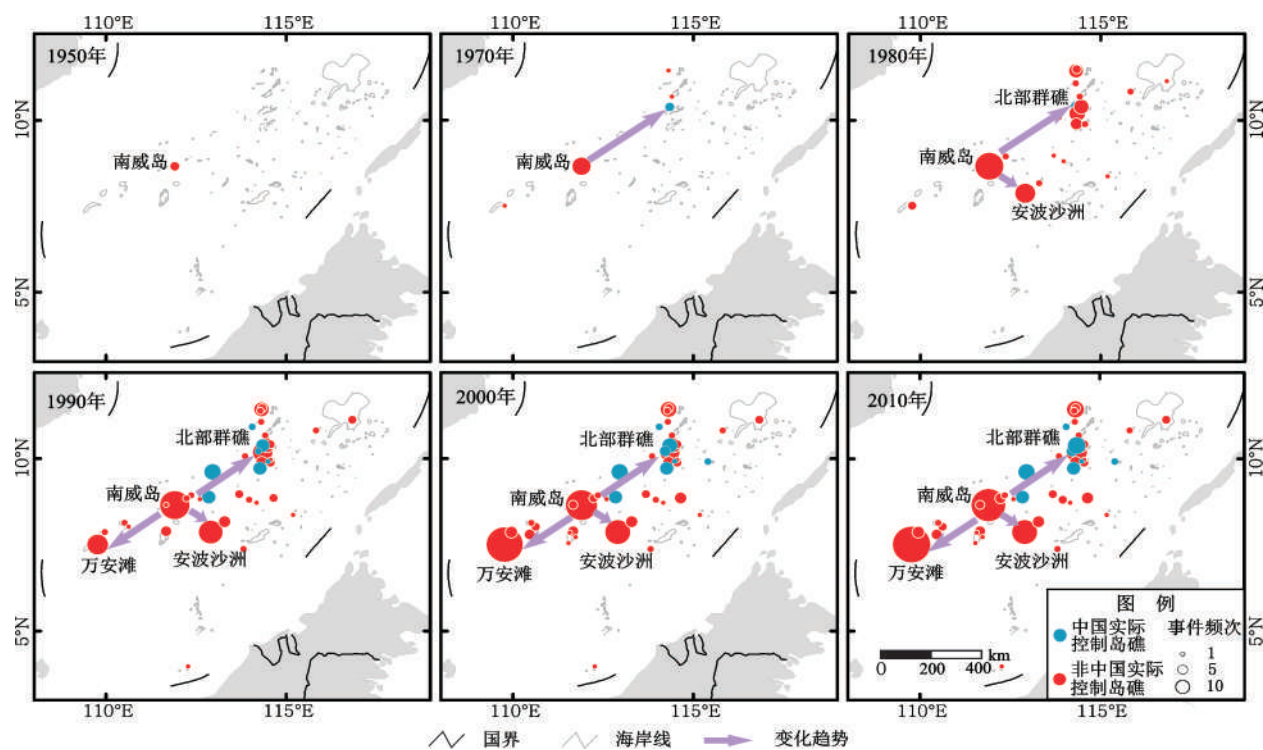 110°E 115°E 110°E 115°E 110°E 115°E
1950年
南威岛
10°N
5°N
1970年
南威岛
1980年
北部群礁
南威岛
安波沙洲
10°N
5°N
1990年
北部群礁
南威岛
万安滩
安波沙洲
10°N
5°N
2000年
北部群礁
南威岛
万安滩
安波沙洲
2010年
北部群礁
南威岛
万安滩
安波沙洲
10°N
5°N
图 例
中国实际控制岛礁
非中国实际控制岛礁
事件频次
1
5
10
0 200 400 km
110°E 115°E 110°E 115°E 110°E 115°E
国界 海岸线 变化趋势